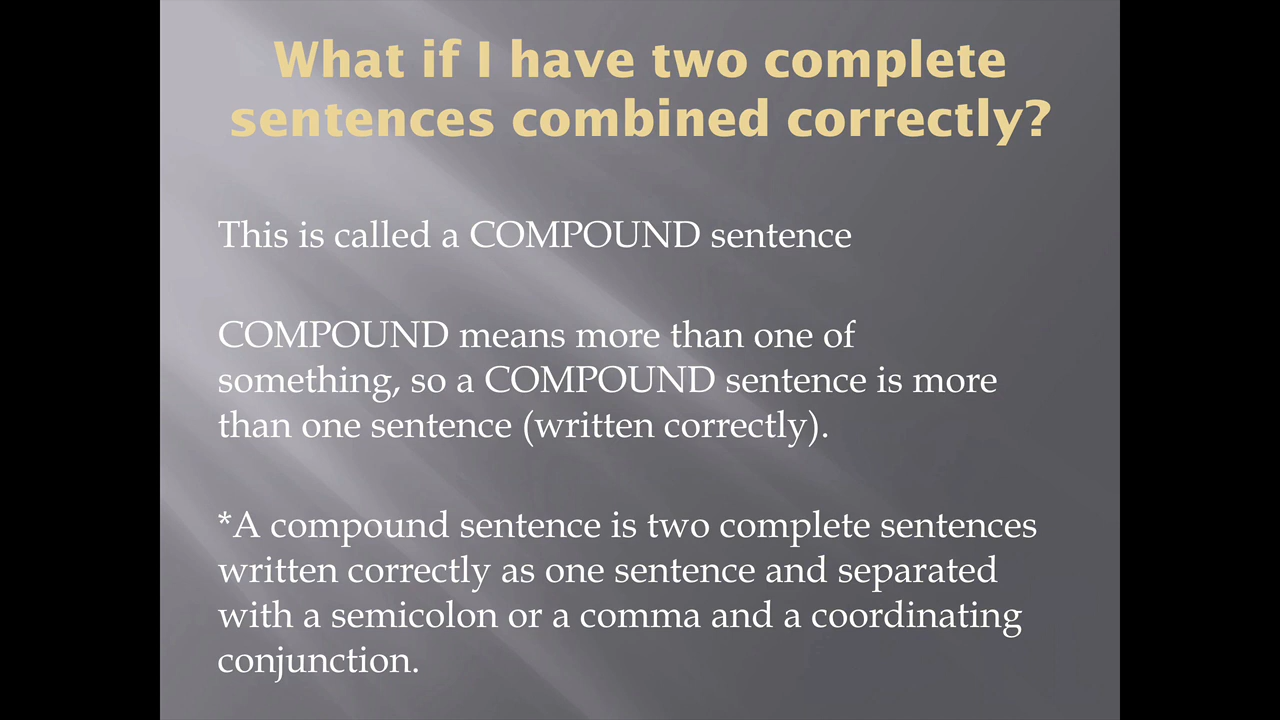 What if I have two complete
sentences combined correctly?
This is called a COMPOUND sentence
COMPOUND means more than one of
something, so a COMPOUND sentence is more
than one sentence (written correctly).
*A compound sentence is two complete sentences
written correctly as one sentence and separated
with a semicolon or a comma and a coordinating
conjunction.